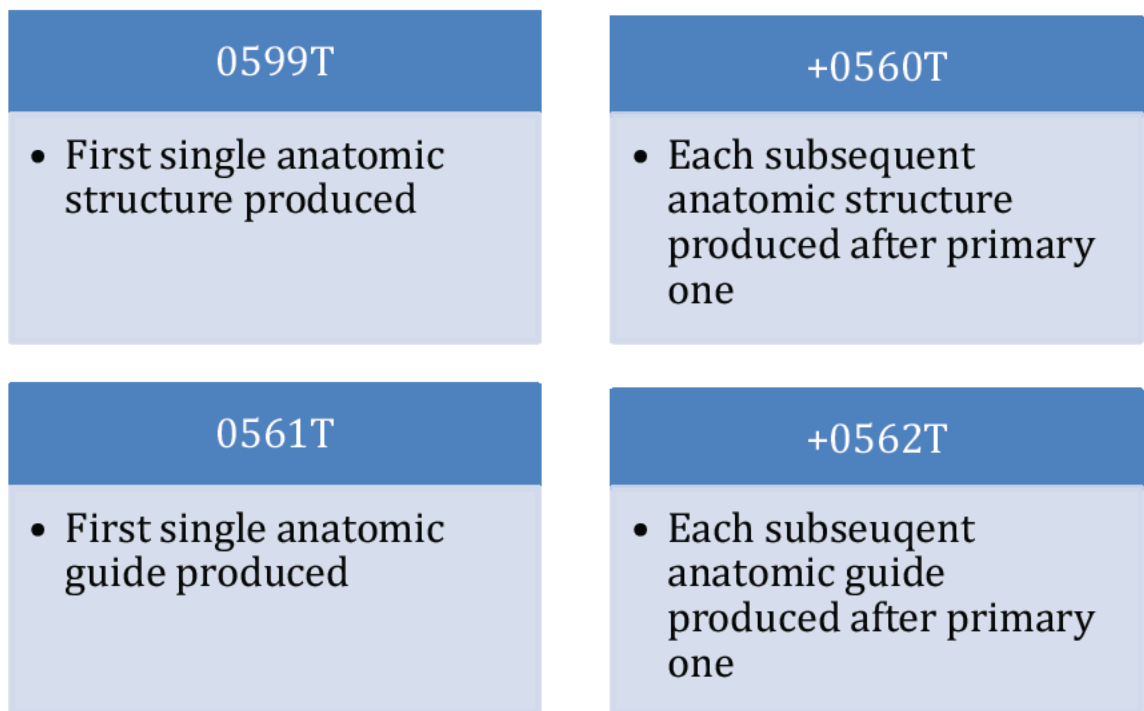 0599T
• First single anatomic
structure produced
+0560T
• Each subsequent
anatomic structure
produced after primary
one
0561T
• First single anatomic
guide produced
+0562T
• Each subseuqent
anatomic guide
produced after primary
one